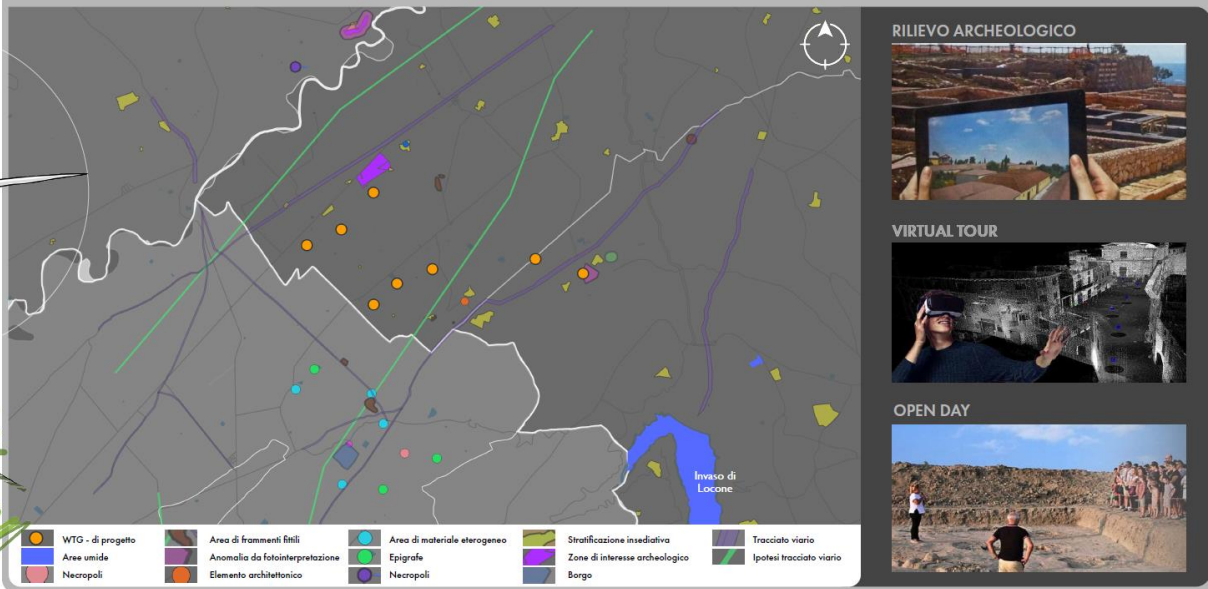 RILIEVO ARCHEOLOGICO
VIRTUAL TOUR
OPEN DAY
Invaso di
Locone
WTG - di progetto
Aree umide
Necropoli
Area di frammenti fittili
Anomalia da fotointerpretazione
Elemento architettonico
Area di materiale eterogeneo
Epigrafe
Necropoli
Stratificazione insediativa
Zone di interesse archeologico
Borgo
Tracciato viario
Ipotesi tracciato viario